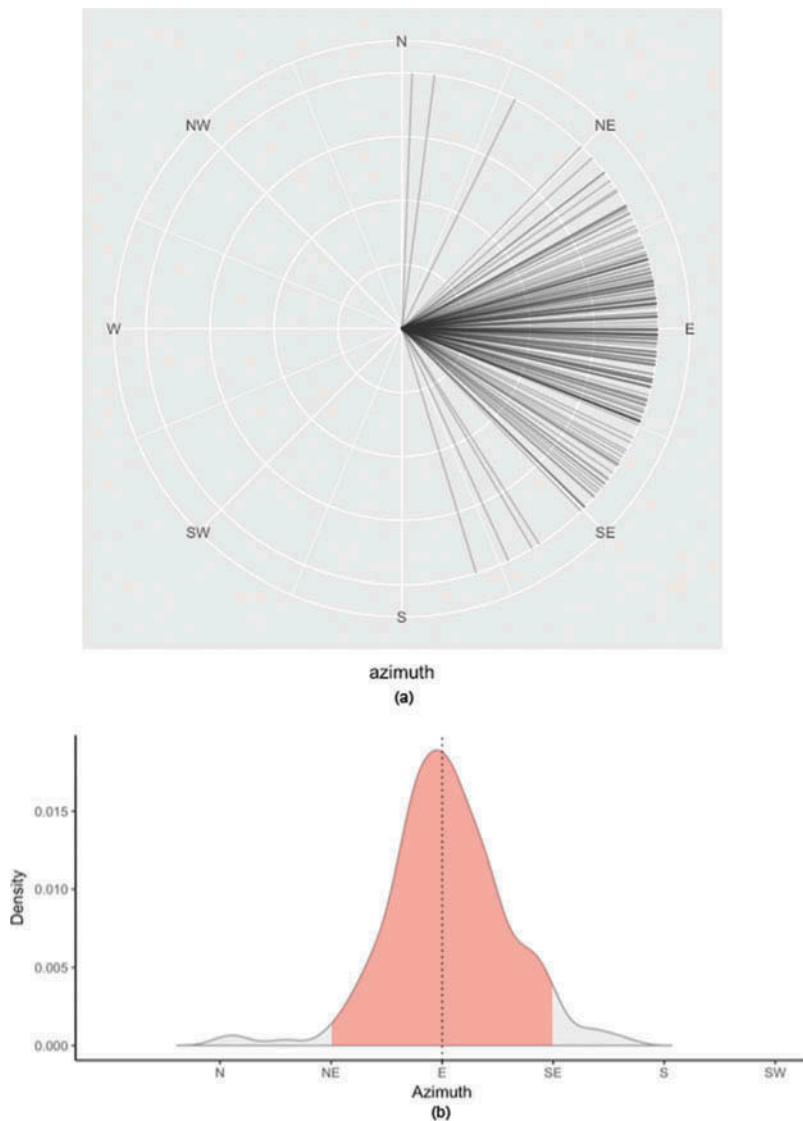 N
NW NE
W E
SW SE
S
azimuth
(a)
0.015
0.010
0.005
0.000
Density
N NE E SE S SW
Azimuth
(b)